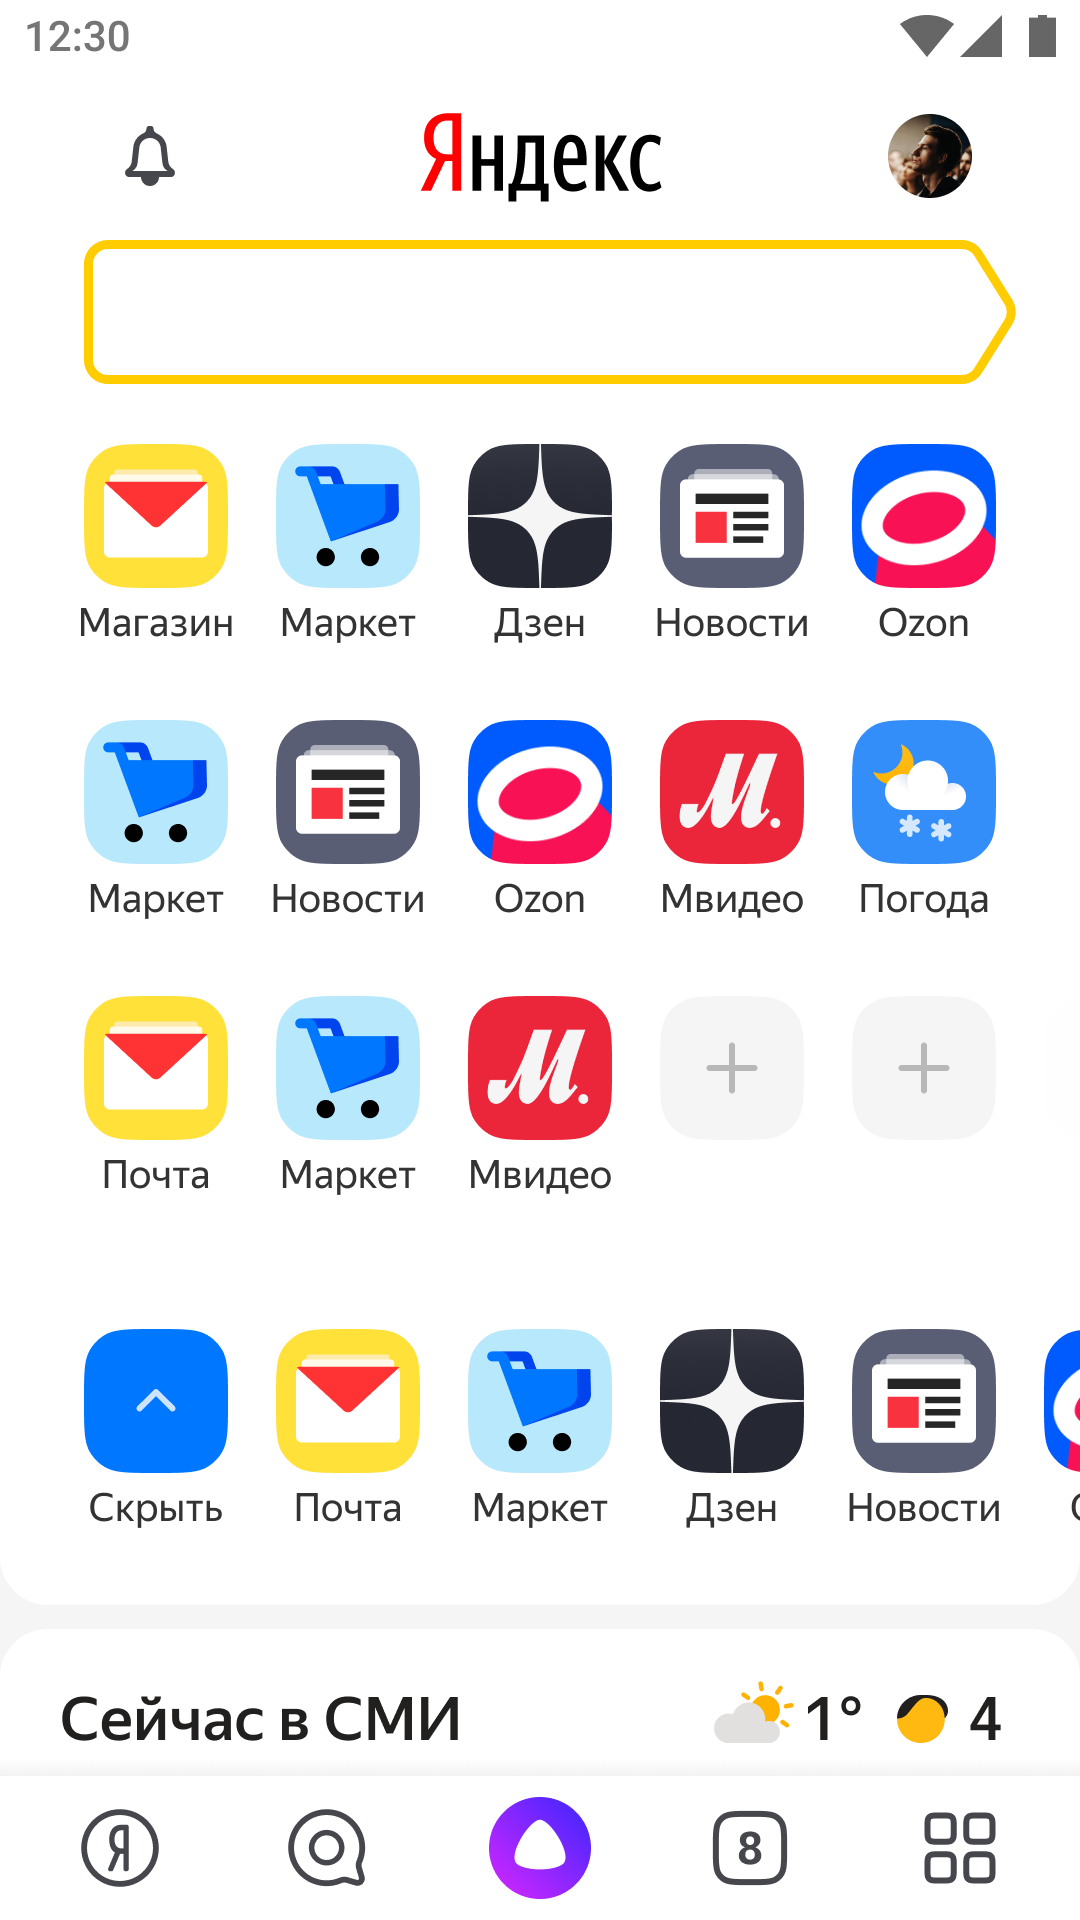 12:30
Яндекс
Магазин Маркет Дзен Новости Ozon
Маркет Новости Ozon Мвидео Погода
Почта Маркет Мвидео
Скрыть Почта Маркет Дзен Новости
Сейчас в СМИ 1° 4
Я 8